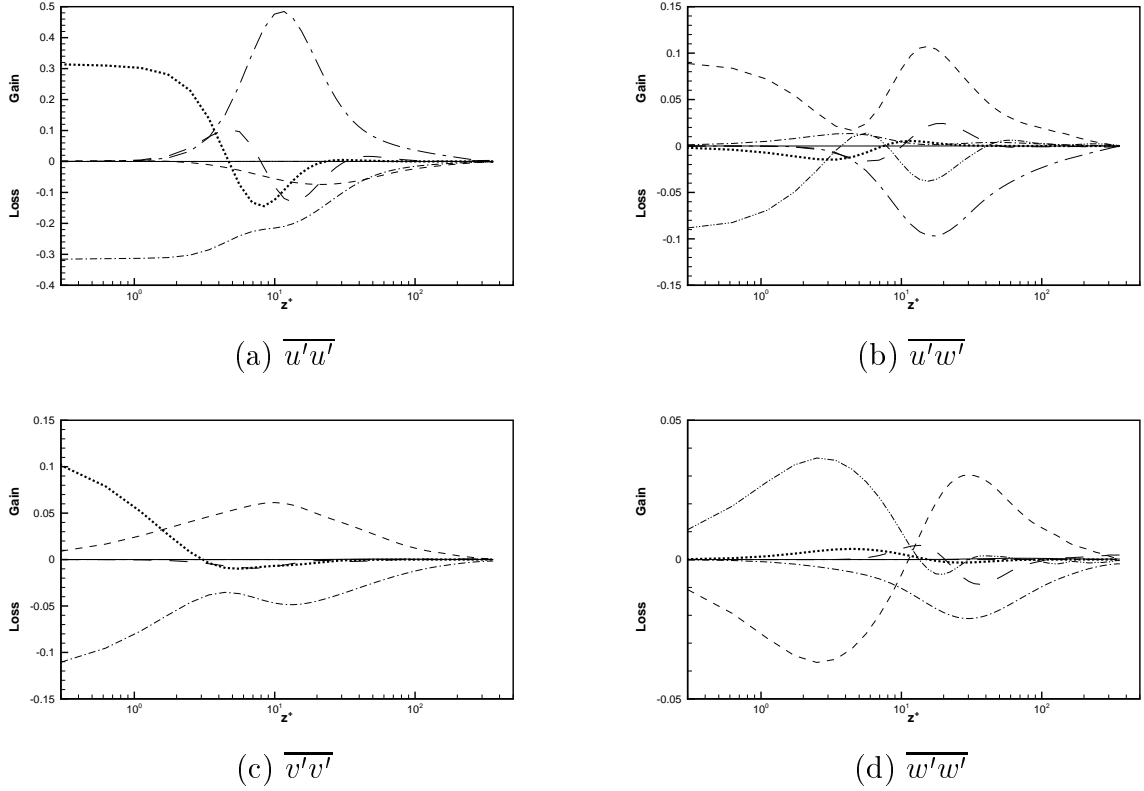 0.5
0.4
0.3
0.2
0.1
0
-0.1
-0.2
-0.3
-0.4
Gain
Loss
10⁰
10¹
10²
z⁺
(a) u'u'
0.15
0.1
0.05
0
-0.05
-0.1
-0.15
Gain
Loss
10⁰
10¹
10²
z⁺
(b) u'w'
0.15
0.1
0.05
0
-0.05
-0.1
-0.15
Gain
Loss
10⁰
10¹
10²
z⁺
(c) v'v'
0.05
0
-0.05
Gain
Loss
10⁰
10¹
10²
z⁺
(d) w'w'